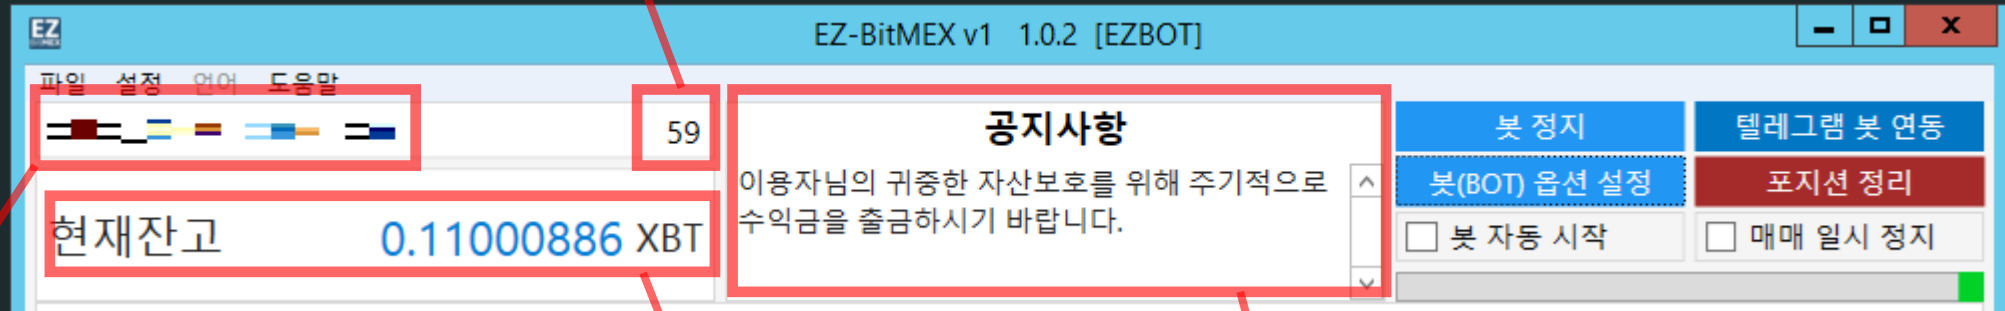 EZ
BitMEX
EZ-BitMEX v1 1.0.2 [EZBOT]
파일 설정 언어 도움말
59
현재잔고 0.11000886 XBT
공지사항
이용자님의 귀중한 자산보호를 위해 주기적으로
수익금을 출금하시기 바랍니다.
봇 정지
텔레그램 봇 연동
봇(BOT) 옵션 설정
포지션 정리
봇 자동 시작
매매 일시 정지